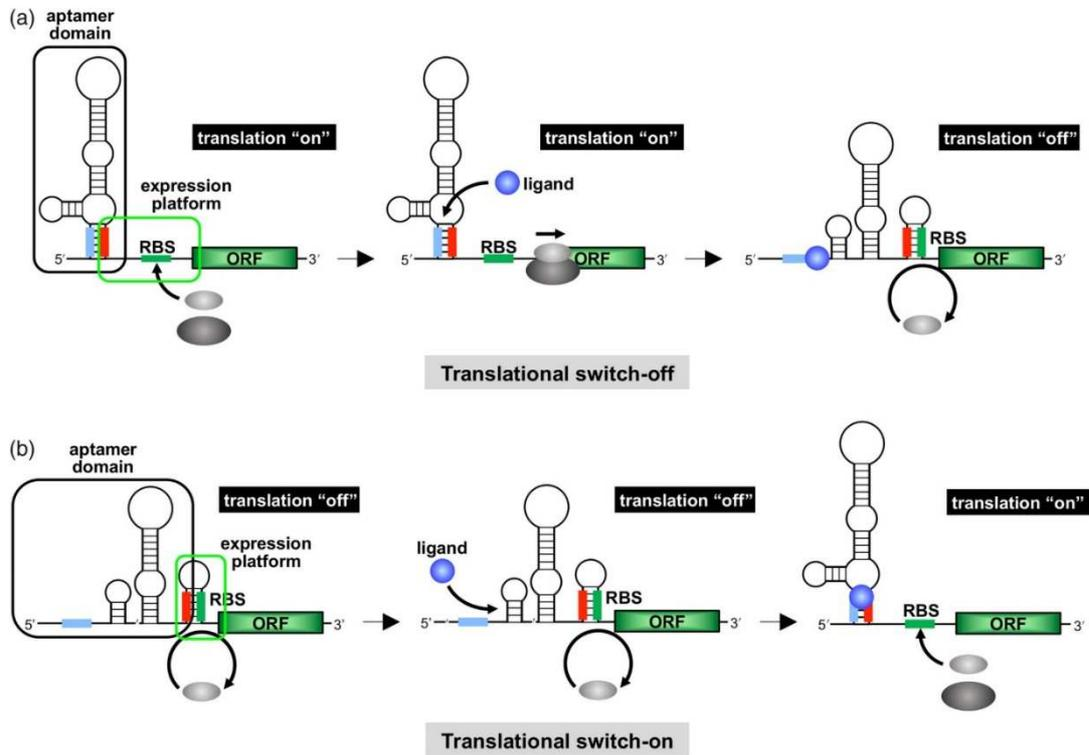 (a)
aptamer
domain
translation "on"
expression
platform
RBS
5′
ORF
3′
translation "on"
ligand
RBS
5′
ORF
3′
translation "off"
RBS
5′
ORF
3′
Translational switch-off
(b)
aptamer
domain
translation "off"
expression
platform
RBS
5′
ORF
3′
translation "off"
ligand
RBS
5′
ORF
3′
translation "on"
RBS
5′
ORF
3′
Translational switch-on